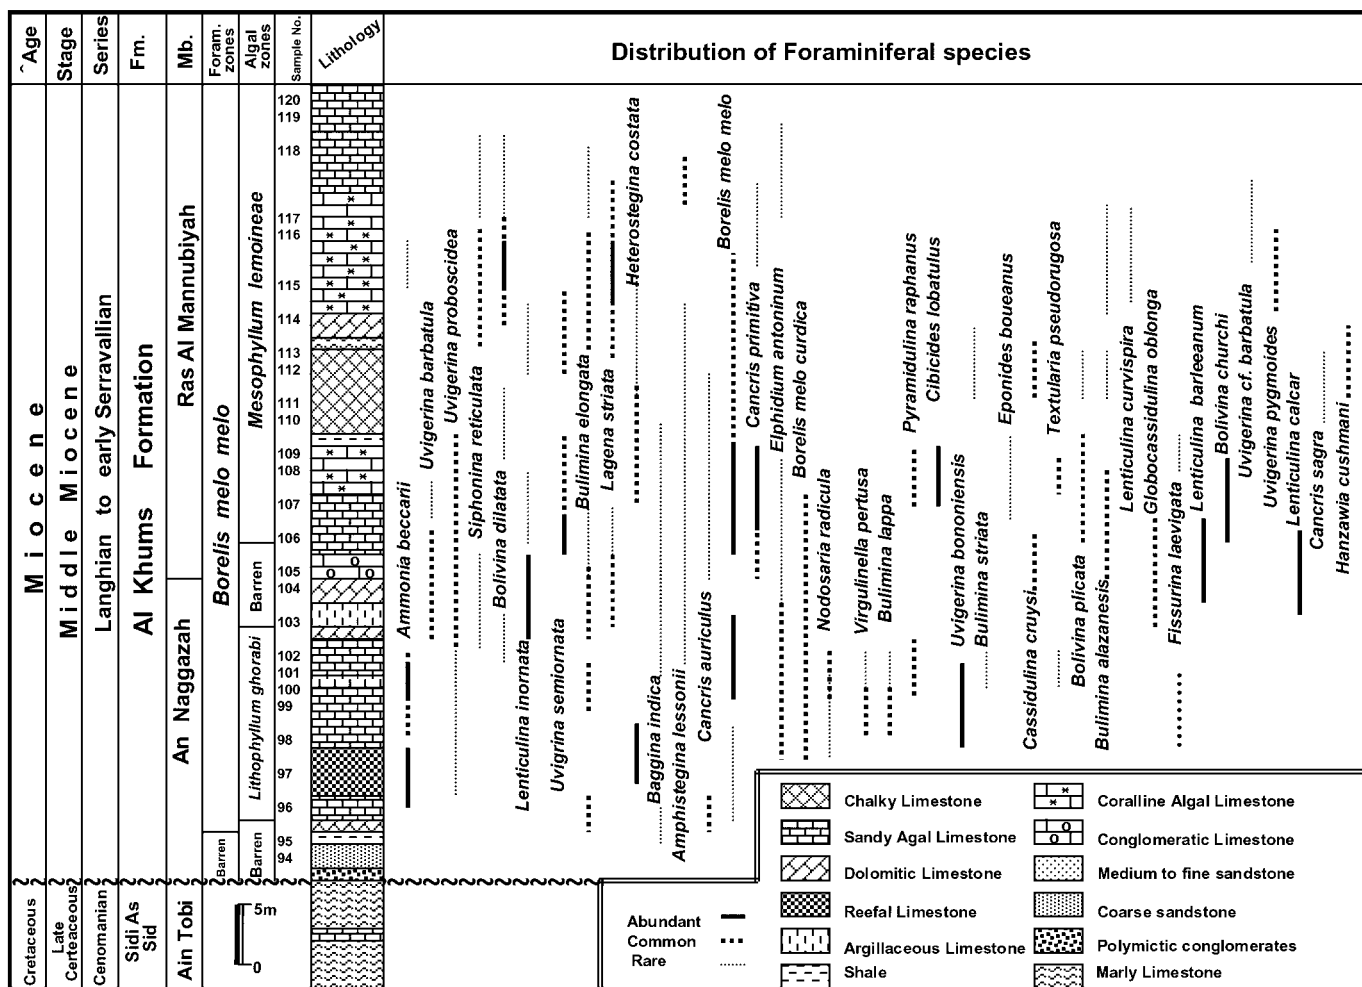 Age
Stage
Series
Fm.
Mb.
Foram. zones
Algal zones
Sample No.
Lithology
Distribution of Foraminiferal species
Miocene
Middle Miocene
Langhian to early Serravallian
Al Khums Formation
Ras Al Mannubiyah
An Naggazah
Borelis melo melo
Barren
Mesophyllum lemoineae
Barren
Lithophyllum ghorabi
Barren
Cretaceous
Late Certeaceous
Cenomanian
Sidi As Sid
Ain Tobi
120
119
118
117
116
115
114
113
112
111
110
109
108
107
106
105
104
103
102
101
100
99
98
97
96
95
94
5m
0
Ammonia beccarii
Uvigerina barbatula
Uvigerina proboscidea
Siphonina reticulata
Bolivina dilatata
Lenticulina inornata
Uvigrina semiornata
Bulimina elongata
Lagena striata
Heterostegina costata
Baggina indica
Amphistegina lessonii
Cancris auriculus
Borelis melo melo
Cancris primitiva
Elphidium antoninum
Borelis melo curdica
Nodosaria radicula
Virgulinella pertusa
Bulimina lappa
Pyramidulina raphanus
Cibicides lobatulus
Uvigerina bononiensis
Bulimina striata
Eponides boueanus
Cassidulina cruysi
Textularia pseudorugosa
Bolivina plicata
Bulimina alazanesis
Lenticulina curvispira
Globocassidulina oblonga
Fissurina laevigata
Lenticulina barleeanum
Bolivina churchi
Uvigerina cf. barbatula
Uvigerina pygmoides
Lenticulina calcar
Cancris sagra
Hanzawia cushmani
Abundant
Common
Rare
Chalky Limestone
Sandy Agal Limestone
Dolomitic Limestone
Reefal Limestone
Argillaceous Limestone
Shale
Coralline Algal Limestone
Conglomeratic Limestone
Medium to fine sandstone
Coarse sandstone
Polymictic conglomerates
Marly Limestone